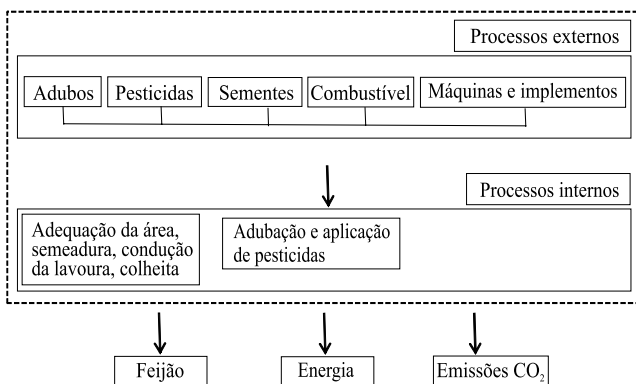 Processos externos
Adubos
Pesticidas
Sementes
Combustível
Máquinas e implementos
Processos internos
Adequação da área,
semeadura, condução
da lavoura, colheita
Adubação e aplicação
de pesticidas
Feijão
Energia
Emissões CO₂